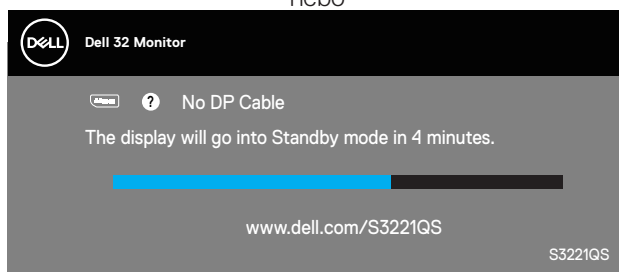 nebo
DELL
Dell 32 Monitor
? No DP Cable
The display will go into Standby mode in 4 minutes.
www.dell.com/S3221QS
S3221QS